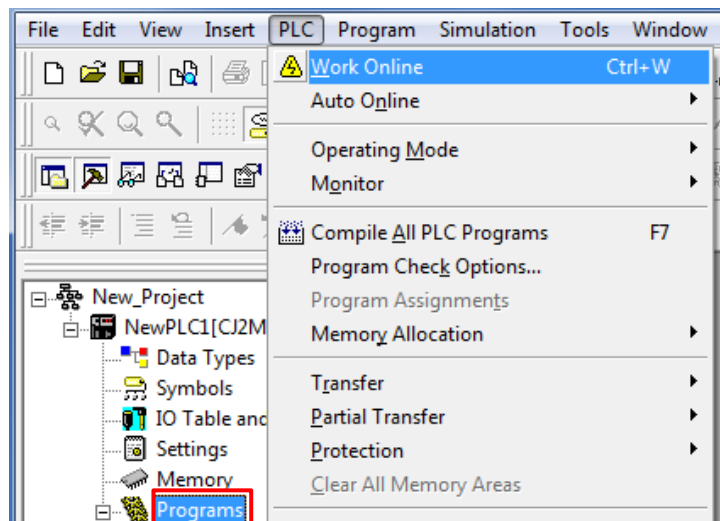 File Edit View Insert PLC Program Simulation Tools Window
Work Online Ctrl+W
Auto Online
Operating Mode
Monitor
Compile All PLC Programs F7
Program Check Options...
Program Assignments
Memory Allocation
Transfer
Partial Transfer
Protection
Clear All Memory Areas
New_Project
NewPLC1[CJ2M
Data Types
Symbols
IO Table and
Settings
Memory
Programs